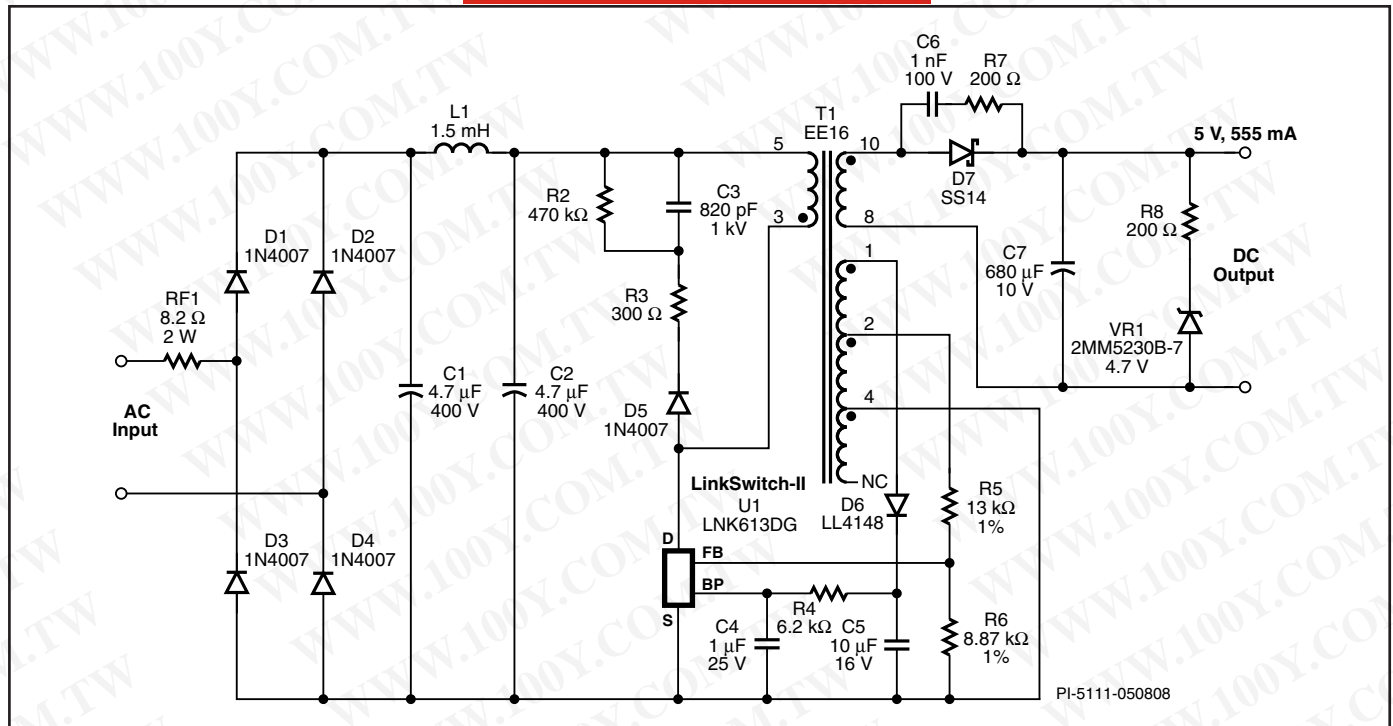 C6
1 nF
100 V
R7
200 Ω
L1
1.5 mH
T1
EE16
5
10
5 V, 555 mA
D7
SS14
R2
470 kΩ
C3
820 pF
1 kV
3
8
R8
200 Ω
D1
1N4007
D2
1N4007
1
C7
680 μF
10 V
DC
Output
RF1
8.2 Ω
2 W
R3
300 Ω
2
VR1
2MM5230B-7
4.7 V
C1
4.7 μF
400 V
C2
4.7 μF
400 V
4
AC
Input
D5
1N4007
NC
LinkSwitch-II
U1
LNK613DG
D6
LL4148
R5
13 kΩ
1%
D3
1N4007
D4
1N4007
D
FB
BP
S
R4
6.2 kΩ
C4
1 μF
25 V
C5
10 μF
16 V
R6
8.87 kΩ
1%
PI-5111-050808
WWW.100Y.COM.TW